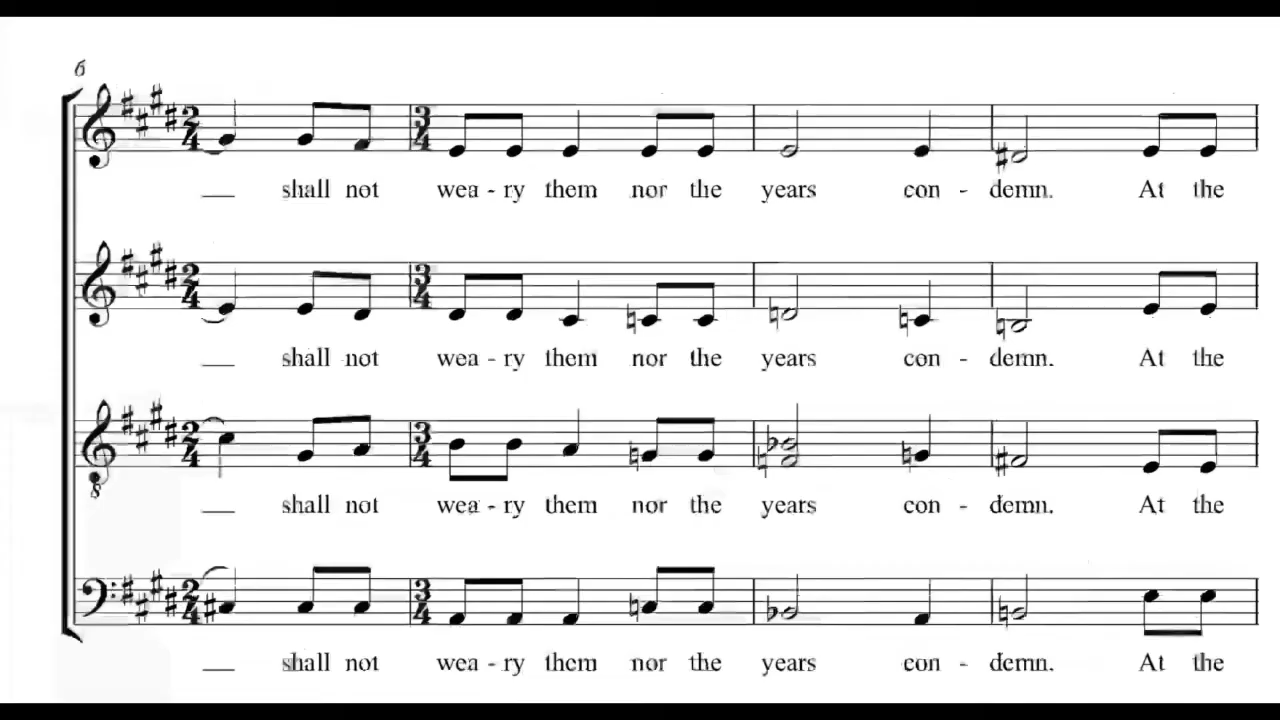 6
shall not wea - ry them nor the years con - demn. At the
shall not wea - ry them nor the years con - demn. At the
shall not wea - ry them nor the years con - demn. At the
shall not wea - ry them nor the years con - demn. At the